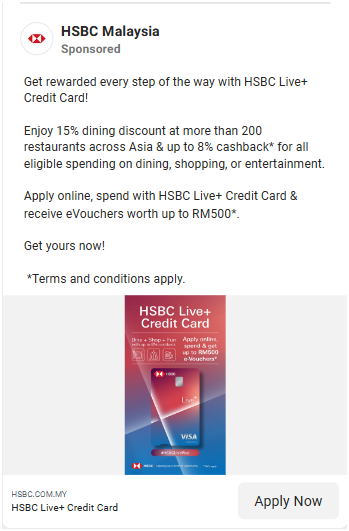 HSBC Malaysia
Sponsored
Get rewarded every step of the way with HSBC Live+
Credit Card!
Enjoy 15% dining discount at more than 200
restaurants across Asia & up to 8% cashback* for all
eligible spending on dining, shopping, or entertainment.
Apply online, spend with HSBC Live+ Credit Card &
receive eVouchers worth up to RM500*.
Get yours now!
*Terms and conditions apply.
HSBC Live+
Credit Card
Dine + Shop + Fun
Apply online,
spend & get
up to RM500
e-Vouchers*
HSBC
Live+
VISA
HSBC
HSBC.COM.MY
HSBC Live+ Credit Card
Apply Now